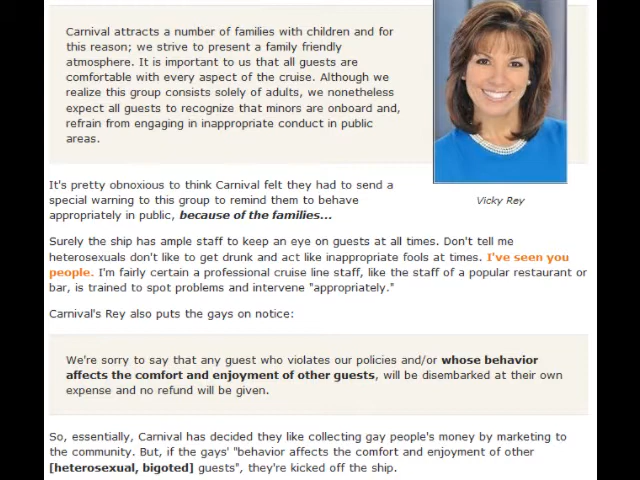 Carnival attracts a number of families with children and for
this reason; we strive to present a family friendly
atmosphere. It is important to us that all guests are
comfortable with every aspect of the cruise. Although we
realize this group consists solely of adults, we nonetheless
expect all guests to recognize that minors are onboard and,
refrain from engaging in inappropriate conduct in public
areas.
Vicky Rey
It's pretty obnoxious to think Carnival felt they had to send a
special warning to this group to remind them to behave
appropriately in public, because of the families...
Surely the ship has ample staff to keep an eye on guests at all times. Don't tell me
heterosexuals don't like to get drunk and act like inappropriate fools at times. I've seen you
people. I'm fairly certain a professional cruise line staff, like the staff of a popular restaurant or
bar, is trained to spot problems and intervene "appropriately."
Carnival's Rey also puts the gays on notice:
We're sorry to say that any guest who violates our policies and/or whose behavior
affects the comfort and enjoyment of other guests, will be disembarked at their own
expense and no refund will be given.
So, essentially, Carnival has decided they like collecting gay people's money by marketing to
the community. But, if the gays' "behavior affects the comfort and enjoyment of other
[heterosexual, bigoted] guests", they're kicked off the ship.